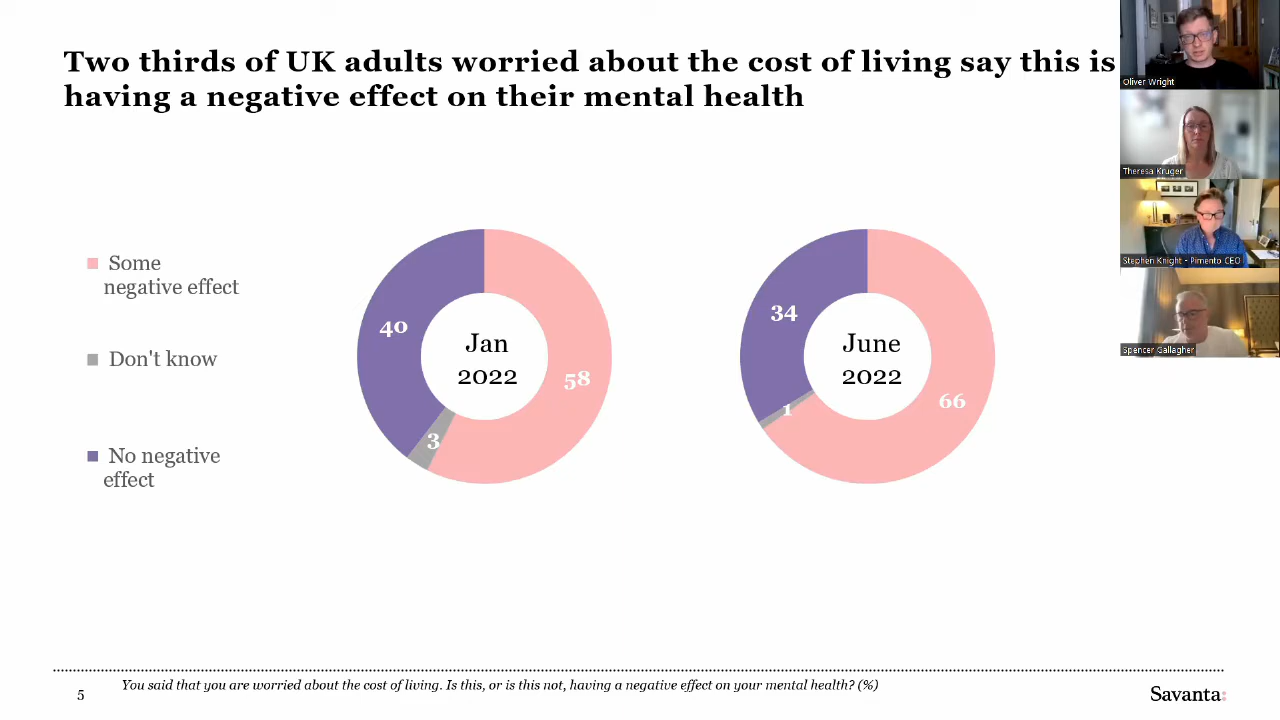 Two thirds of UK adults worried about the cost of living say this is
having a negative effect on their mental health
Oliver Wright
Theresa Kruger
Stephen Knight - Pimento CEO
Spencer Gallagher
Some
negative effect
Don't know
No negative
effect
40
3
58
Jan
2022
34
1
66
June
2022
5
You said that you are worried about the cost of living. Is this, or is this not, having a negative effect on your mental health? (%)
Savanta: